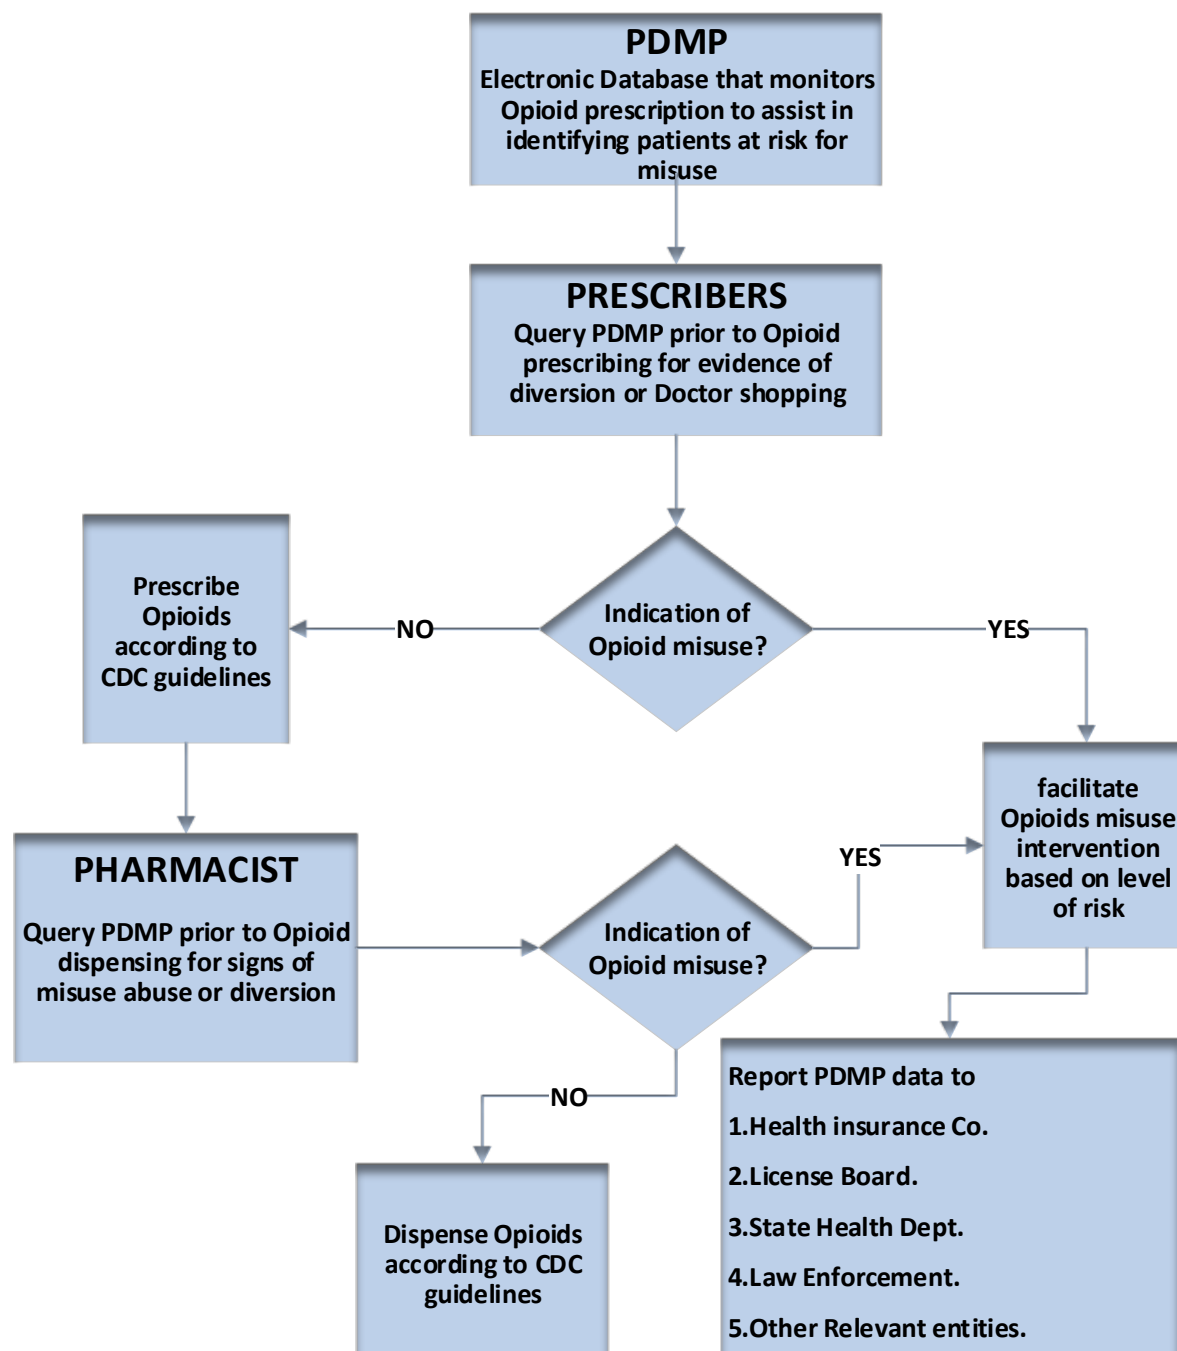 PDMP
Electronic Database that monitors
Opioid prescription to assist in
identifying patients at risk for
misuse
PRESCRIBERS
Query PDMP prior to Opioid
prescribing for evidence of
diversion or Doctor shopping
Indication of
Opioid misuse?
NO
YES
Prescribe
Opioids
according to
CDC guidelines
facilitate
Opioids misuse
intervention
based on level
of risk
PHARMACIST
Query PDMP prior to Opioid
dispensing for signs of
misuse abuse or diversion
Indication of
Opioid misuse?
YES
NO
Dispense Opioids
according to CDC
guidelines
Report PDMP data to
1.Health insurance Co.
2.License Board.
3.State Health Dept.
4.Law Enforcement.
5.Other Relevant entities.